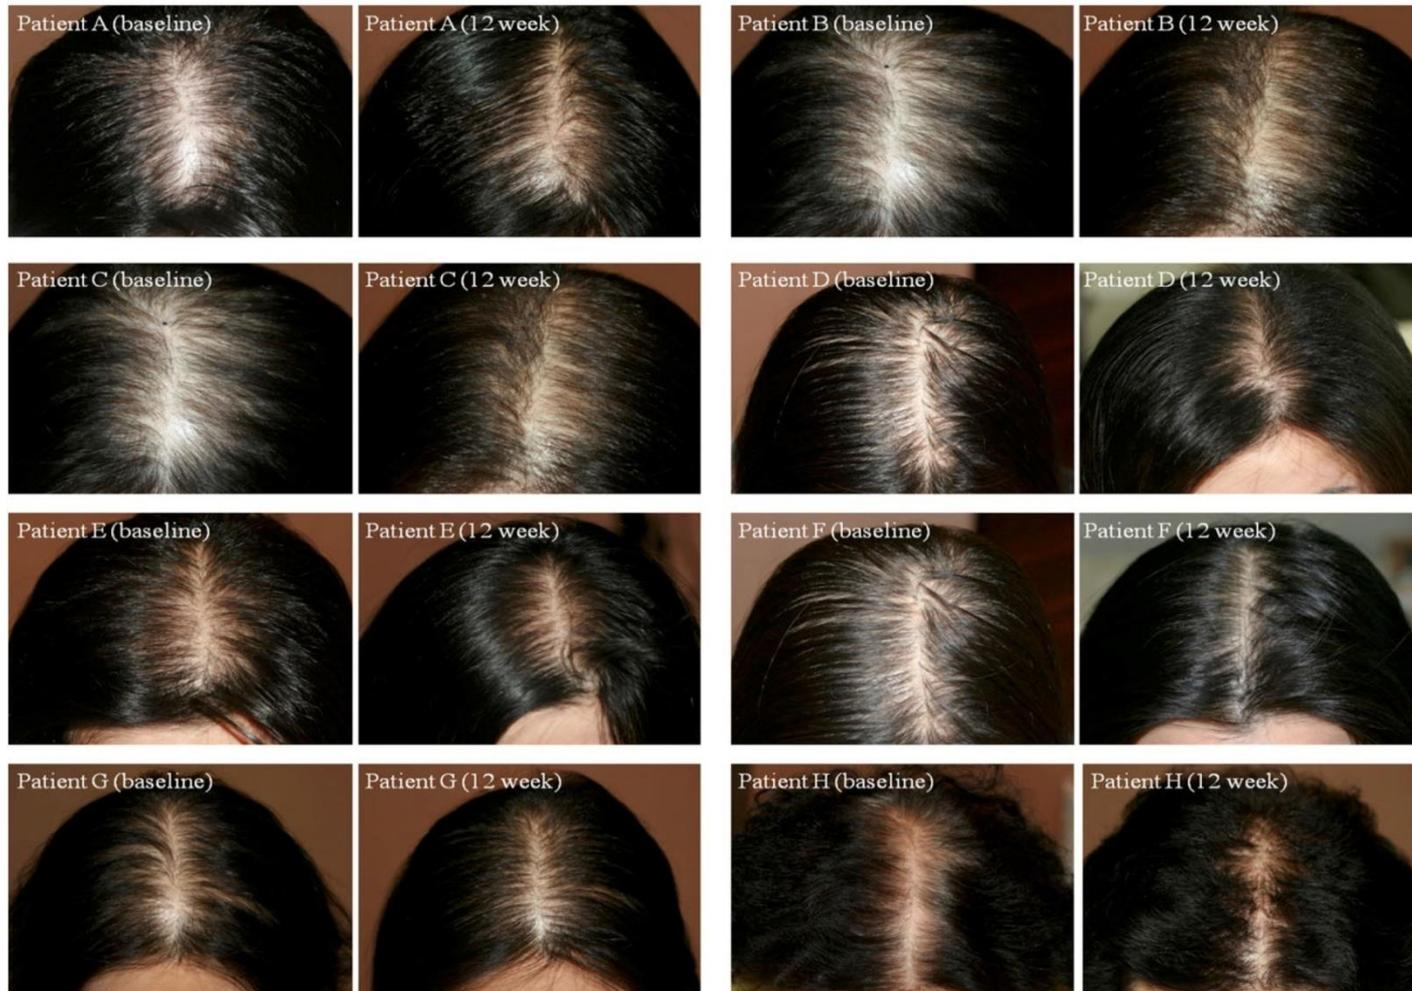 Patient A (baseline)
Patient A (12 week)
Patient B (baseline)
Patient B (12 week)
Patient C (baseline)
Patient C (12 week)
Patient D (baseline)
Patient D (12 week)
Patient E (baseline)
Patient E (12 week)
Patient F (baseline)
Patient F (12 week)
Patient G (baseline)
Patient G (12 week)
Patient H (baseline)
Patient H (12 week)